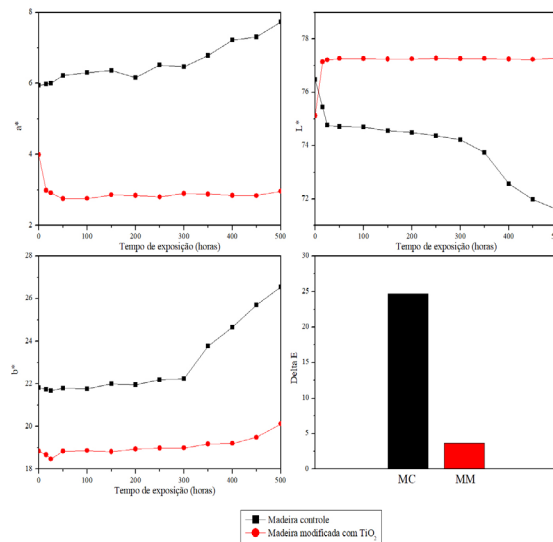 8
6
4
2
a*
0 100 200 300 400 500
Tempo de exposição (horas)
78
76
74
72
L*
0 100 200 300 400
Tempo de exposição (horas)
28
26
24
22
20
18
b*
0 100 200 300 400 500
Tempo de exposição (horas)
30
25
20
15
10
5
0
Delta E
MC MM
Madeira controle
Madeira modificada com TiO₂